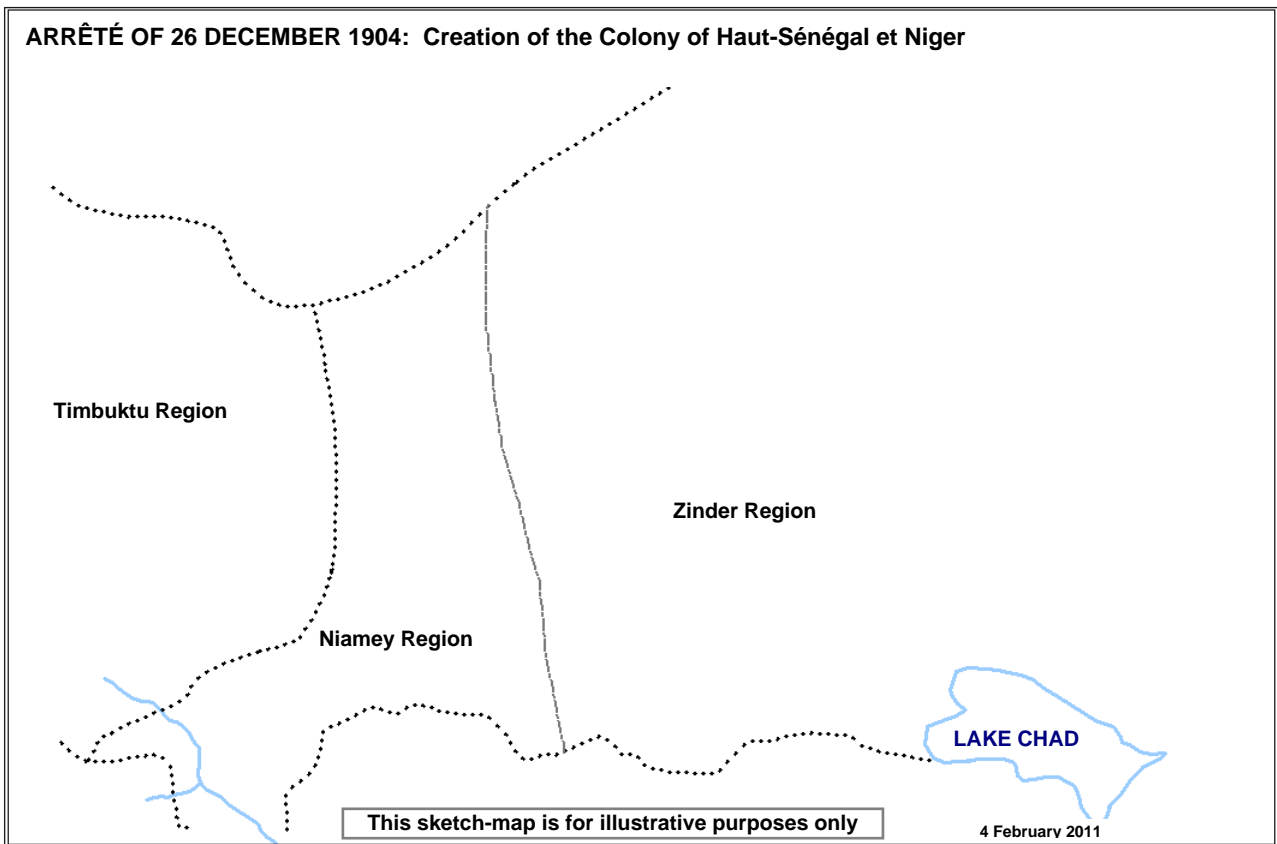 ARRÊTÉ OF 26 DECEMBER 1904: Creation of the Colony of Haut-Sénégal et Niger
Timbuktu Region
Zinder Region
Niamey Region
LAKE CHAD
This sketch-map is for illustrative purposes only
4 February 2011